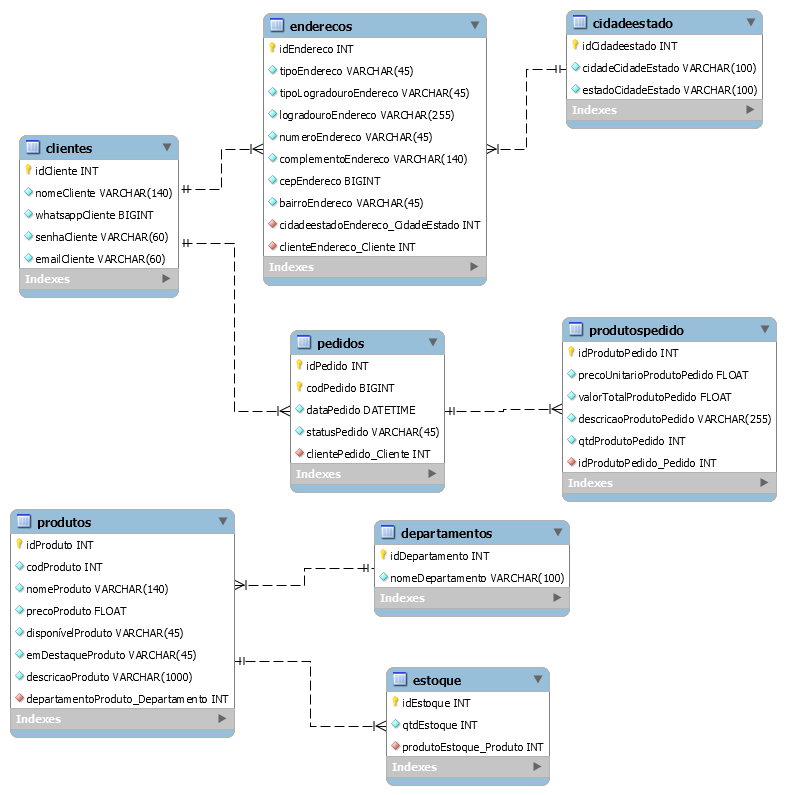 enderecos
idEndereco INT
tipoEndereco VARCHAR(45)
tipoLogradouroEndereco VARCHAR(45)
logradouroEndereco VARCHAR(255)
numeroEndereco VARCHAR(45)
complementoEndereco VARCHAR(140)
cepEndereco BIGINT
bairroEndereco VARCHAR(45)
cidadeestadoEndereco_CidadeEstado INT
clienteEndereco_Cliente INT
Indexes
cidadeestado
idCidadeestado INT
cidadeCidadeEstado VARCHAR(100)
estadoCidadeEstado VARCHAR(100)
Indexes
clientes
idCliente INT
nomeCliente VARCHAR(140)
whatsappCliente BIGINT
senhaCliente VARCHAR(60)
emailCliente VARCHAR(60)
Indexes
pedidos
idPedido INT
codPedido BIGINT
dataPedido DATETIME
statusPedido VARCHAR(45)
clientePedido_Cliente INT
Indexes
produtospedido
idProdutoPedido INT
precoUnitarioProdutoPedido FLOAT
valorTotalProdutoPedido FLOAT
descricaoProdutoPedido VARCHAR(255)
qtdProdutoPedido INT
idProdutoPedido_Pedido INT
Indexes
produtos
idProduto INT
codProduto INT
nomeProduto VARCHAR(140)
precoProduto FLOAT
disponívelProduto VARCHAR(45)
emDestaqueProduto VARCHAR(45)
descricaoProduto VARCHAR(1000)
departamentoProduto_Departamento INT
Indexes
departamentos
idDepartamento INT
nomeDepartamento VARCHAR(100)
Indexes
estoque
idEstoque INT
qtdEstoque INT
produtoEstoque_Produto INT
Indexes